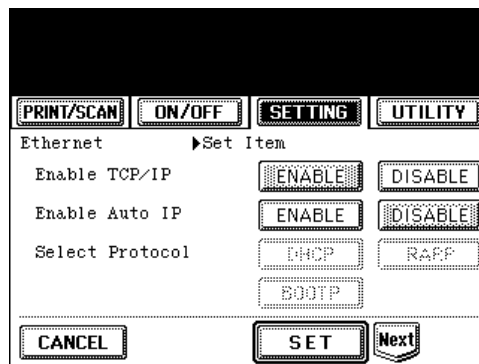 PRINT/SCAN ON/OFF SETTING UTILITY
Ethernet ▶Set Item
Enable TCP/IP ENABLE DISABLE
Enable Auto IP ENABLE DISABLE
Select Protocol DHCP RARP
BOOTP
CANCEL SET Next